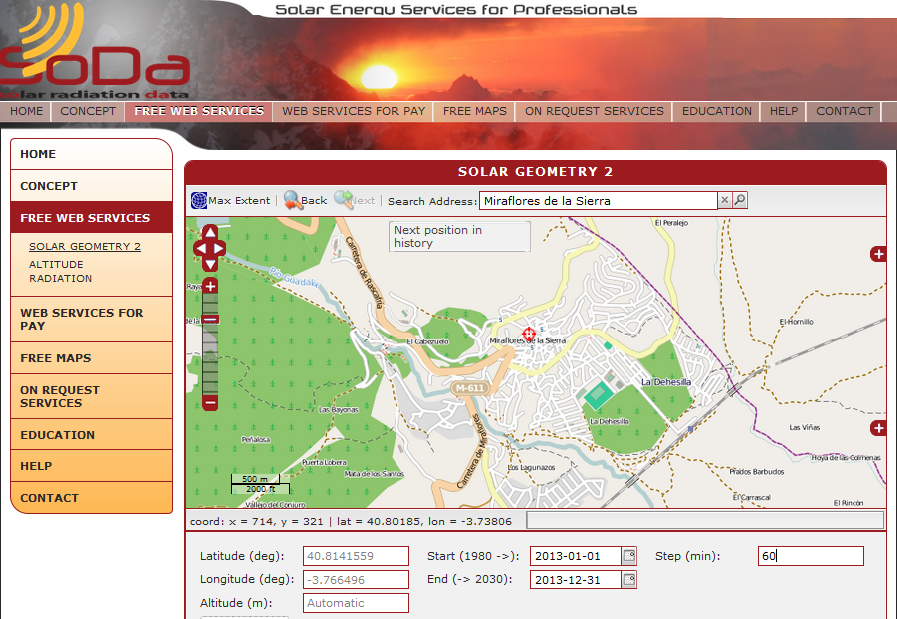 Solar Energy Services for Professionals
SoDa
solar radiation data
HOME CONCEPT FREE WEB SERVICES WEB SERVICES FOR PAY FREE MAPS ON REQUEST SERVICES EDUCATION HELP CONTACT
HOME
CONCEPT
FREE WEB SERVICES
SOLAR GEOMETRY 2
ALTITUDE
RADIATION
WEB SERVICES FOR
PAY
FREE MAPS
ON REQUEST
SERVICES
EDUCATION
HELP
CONTACT
SOLAR GEOMETRY 2
Max Extent | Back Next | Search Address: Miraflores de la Sierra
Next position in
history
El Peralejo
Carretera de Rascafría
Río Guadalix
El Hornillo
El Cabezuelo
Miraflores de la Sierra
M-611
La Dehesilla
La Dehesilla
Las Bayonas
Peñalosa
Las Viñas
Carretera de Miraflores
Puerta Lobera
Mata de los Santos
Los Lagunazos
Hoya de las Colmenas
Prados Barbudos
El Carrascal
El Rincón
Vallejo del Conjuro
500 m
2000 ft
coord: x = 714, y = 321 | lat = 40.80185, lon = -3.73806
Latitude (deg): 40.8141559 Start (1980 ->): 2013-01-01 Step (min): 60
Longitude (deg): -3.766496 End (-> 2030): 2013-12-31
Altitude (m): Automatic